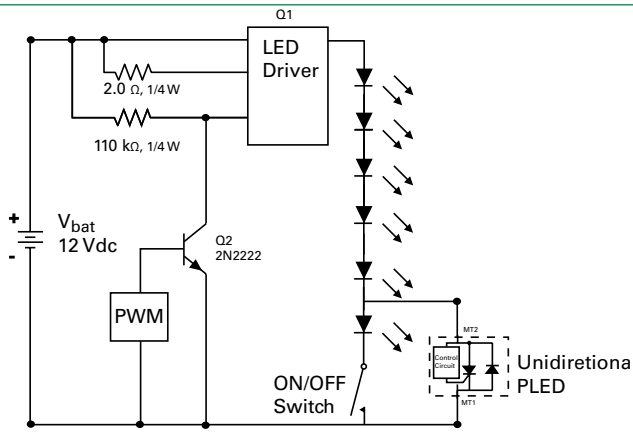 Q1
LED
Driver
2.0 Ω, 1/4 W
110 kΩ, 1/4 W
+
-
V_bat
12 Vdc
Q2
2N2222
PWM
MT2
Control
Circuit
MT1
Unidiretiona
PLED
ON/OFF
Switch